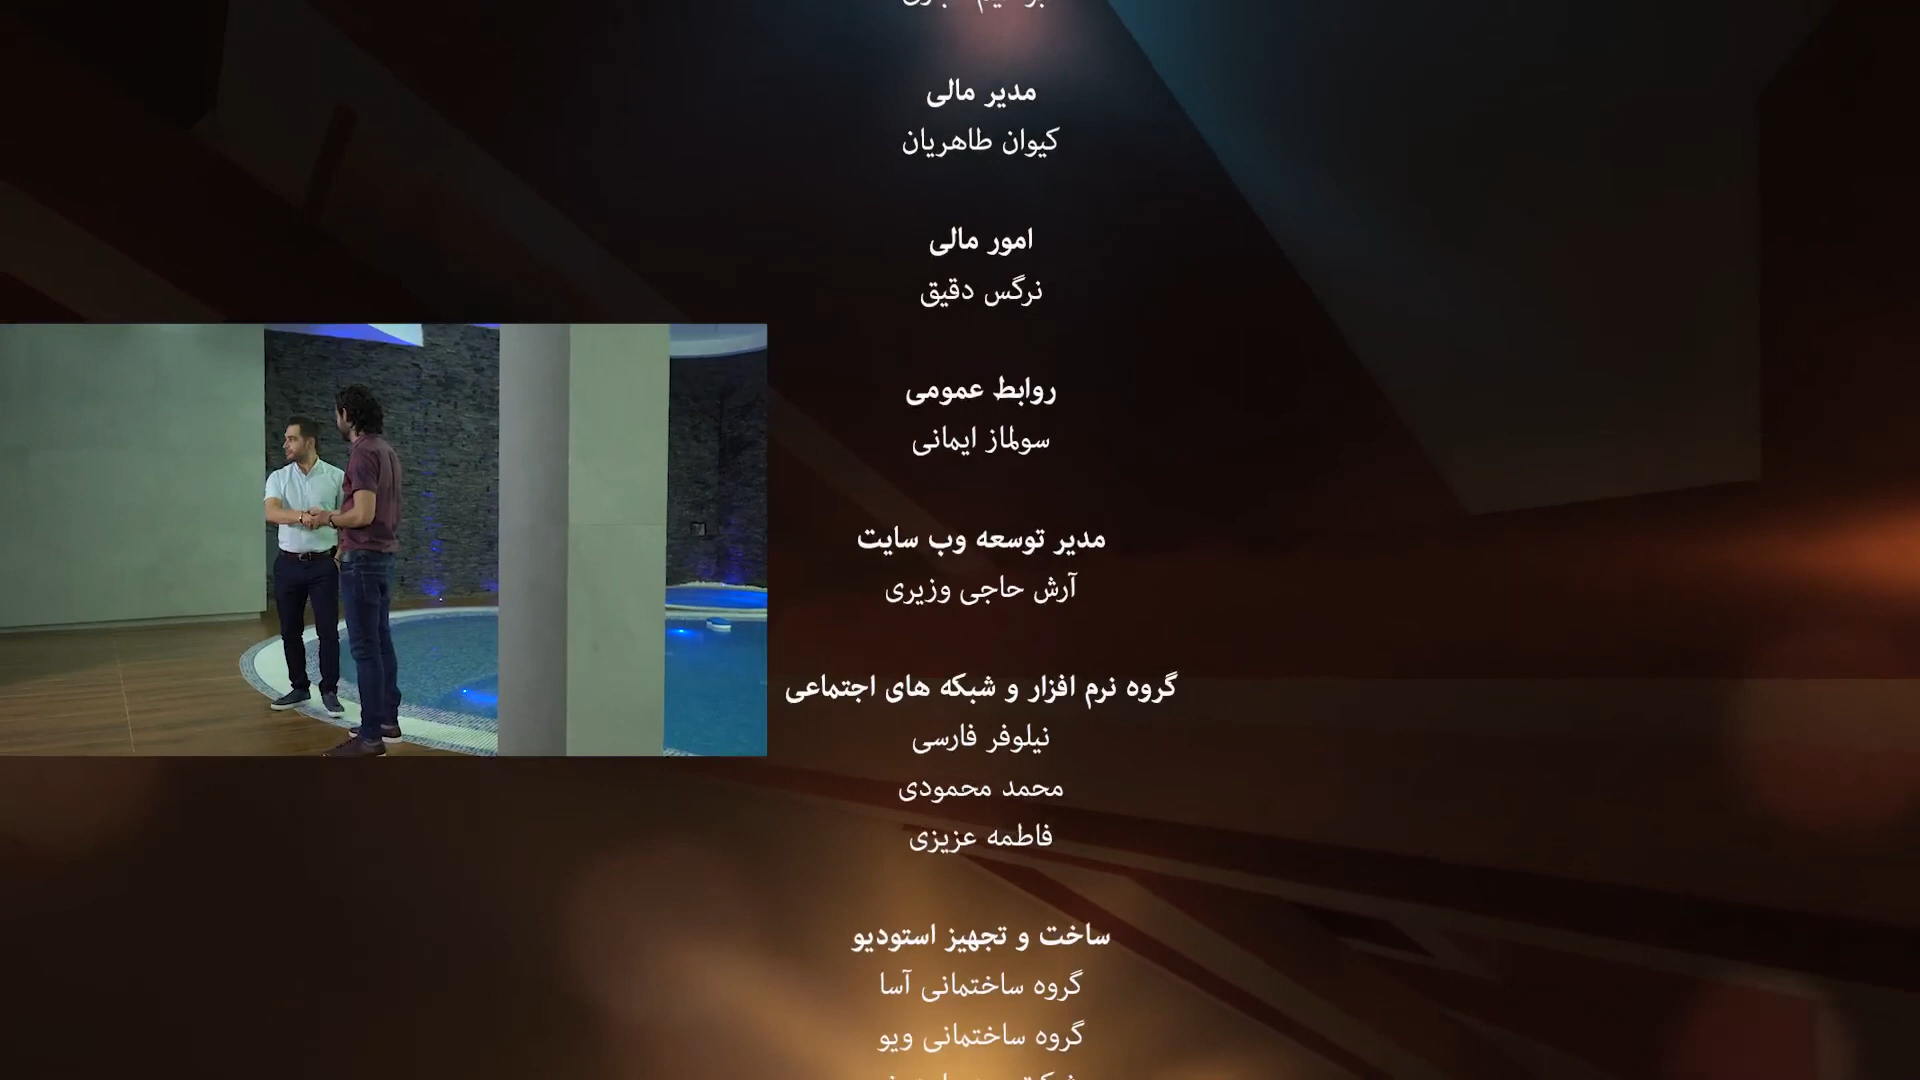 مدیر مالی
کیوان طاهریان
امور مالی
نرگس دقیق
روابط عمومی
سولماز ایمانی
مدیر توسعه وب سایت
آرش حاجی وزیری
گروه نرم افزار و شبکه های اجتماعی
نیلوفر فارسی
محمد محمودی
فاطمه عزیزی
ساخت و تجهیز استودیو
گروه ساختمانی آسا
گروه ساختمانی ویو